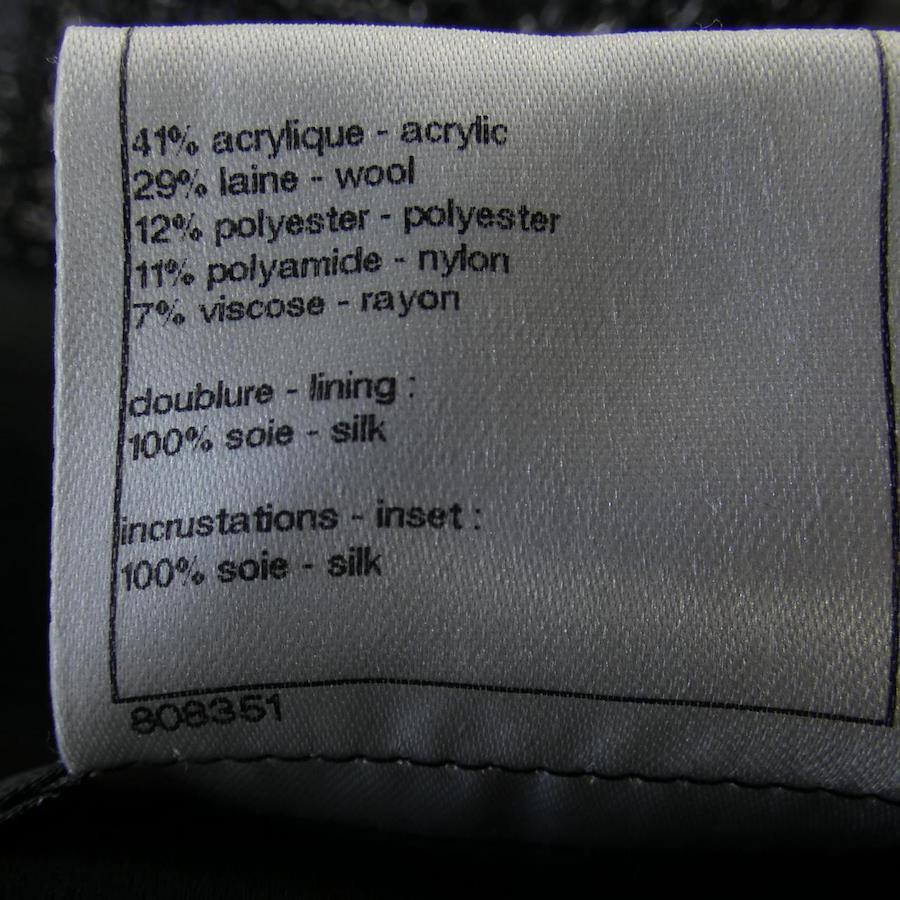 41% acrylique - acrylic
29% laine - wool
12% polyester - polyester
11% polyamide - nylon
7% viscose - rayon
doublure - lining :
100% soie - silk
incrustations - inset :
100% soie - silk
808351